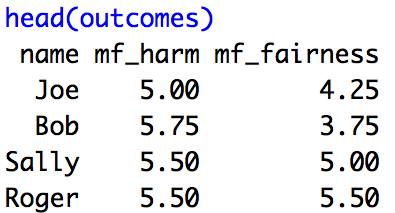 head(outcomes)
name mf_harm mf_fairness
Joe 5.00 4.25
Bob 5.75 3.75
Sally 5.50 5.00
Roger 5.50 5.50